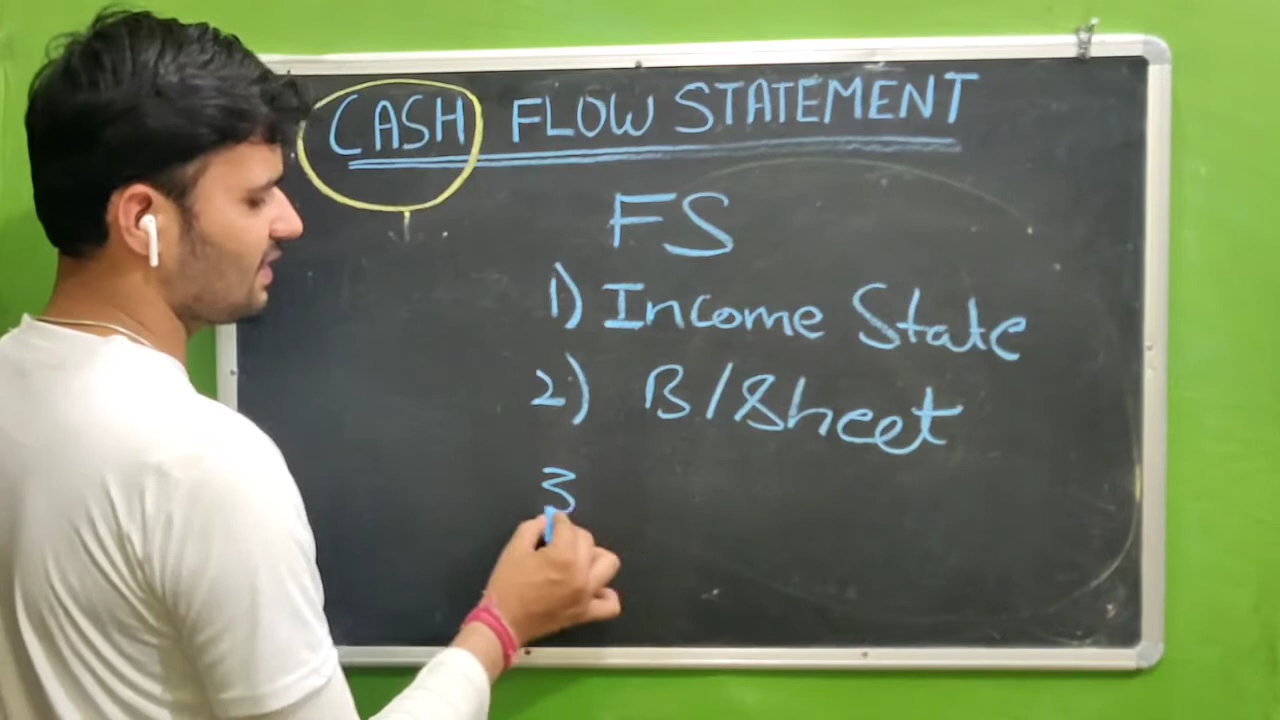 CASH FLOW STATEMENT
FS
1) Income State
2) B/Sheet
3